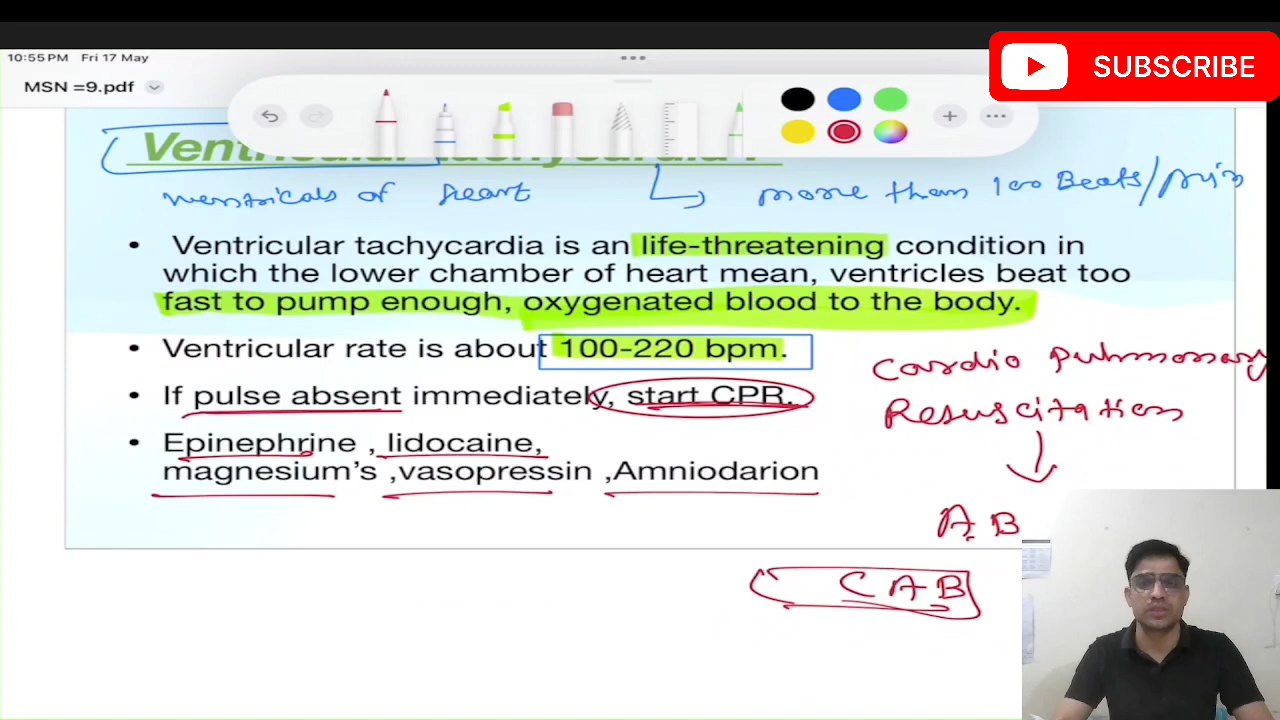 10:55 PM Fri 17 May
SUBSCRIBE
MSN =9.pdf
Ventricular tachycardia :
ventricals of heart
more than 100 Beats/min
• Ventricular tachycardia is an life-threatening condition in
which the lower chamber of heart mean, ventricles beat too
fast to pump enough, oxygenated blood to the body.
• Ventricular rate is about 100-220 bpm.
• If pulse absent immediately, start CPR.
• Epinephrine , lidocaine,
magnesium's ,vasopressin ,Amniodarion
Cardio Pulmonary
Resuscitation
A B
C A B